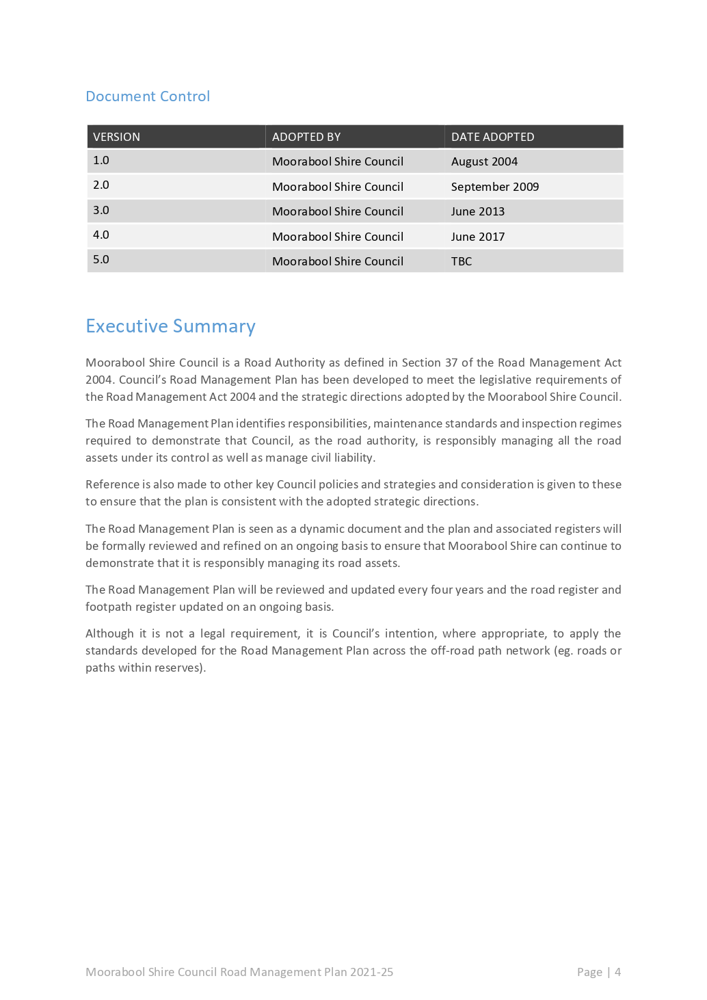 Document Control
VERSION ADOPTED BY DATE ADOPTED
1.0 Moorabool Shire Council August 2004
2.0 Moorabool Shire Council September 2009
3.0 Moorabool Shire Council June 2013
4.0 Moorabool Shire Council June 2017
5.0 Moorabool Shire Council TBC
Executive Summary
Moorabool Shire Council is a Road Authority as defined in Section 37 of the Road Management Act
2004. Council’s Road Management Plan has been developed to meet the legislative requirements of
the Road Management Act 2004 and the strategic directions adopted by the Moorabool Shire Council.
The Road Management Plan identifies responsibilities, maintenance standards and inspection regimes
required to demonstrate that Council, as the road authority, is responsibly managing all the road
assets under its control as well as manage civil liability.
Reference is also made to other key Council policies and strategies and consideration is given to these
to ensure that the plan is consistent with the adopted strategic directions.
The Road Management Plan is seen as a dynamic document and the plan and associated registers will
be formally reviewed and refined on an ongoing basis to ensure that Moorabool Shire can continue to
demonstrate that it is responsibly managing its road assets.
The Road Management Plan will be reviewed and updated every four years and the road register and
footpath register updated on an ongoing basis.
Although it is not a legal requirement, it is Council’s intention, where appropriate, to apply the
standards developed for the Road Management Plan across the off-road path network (eg. roads or
paths within reserves).
Moorabool Shire Council Road Management Plan 2021-25 Page | 4